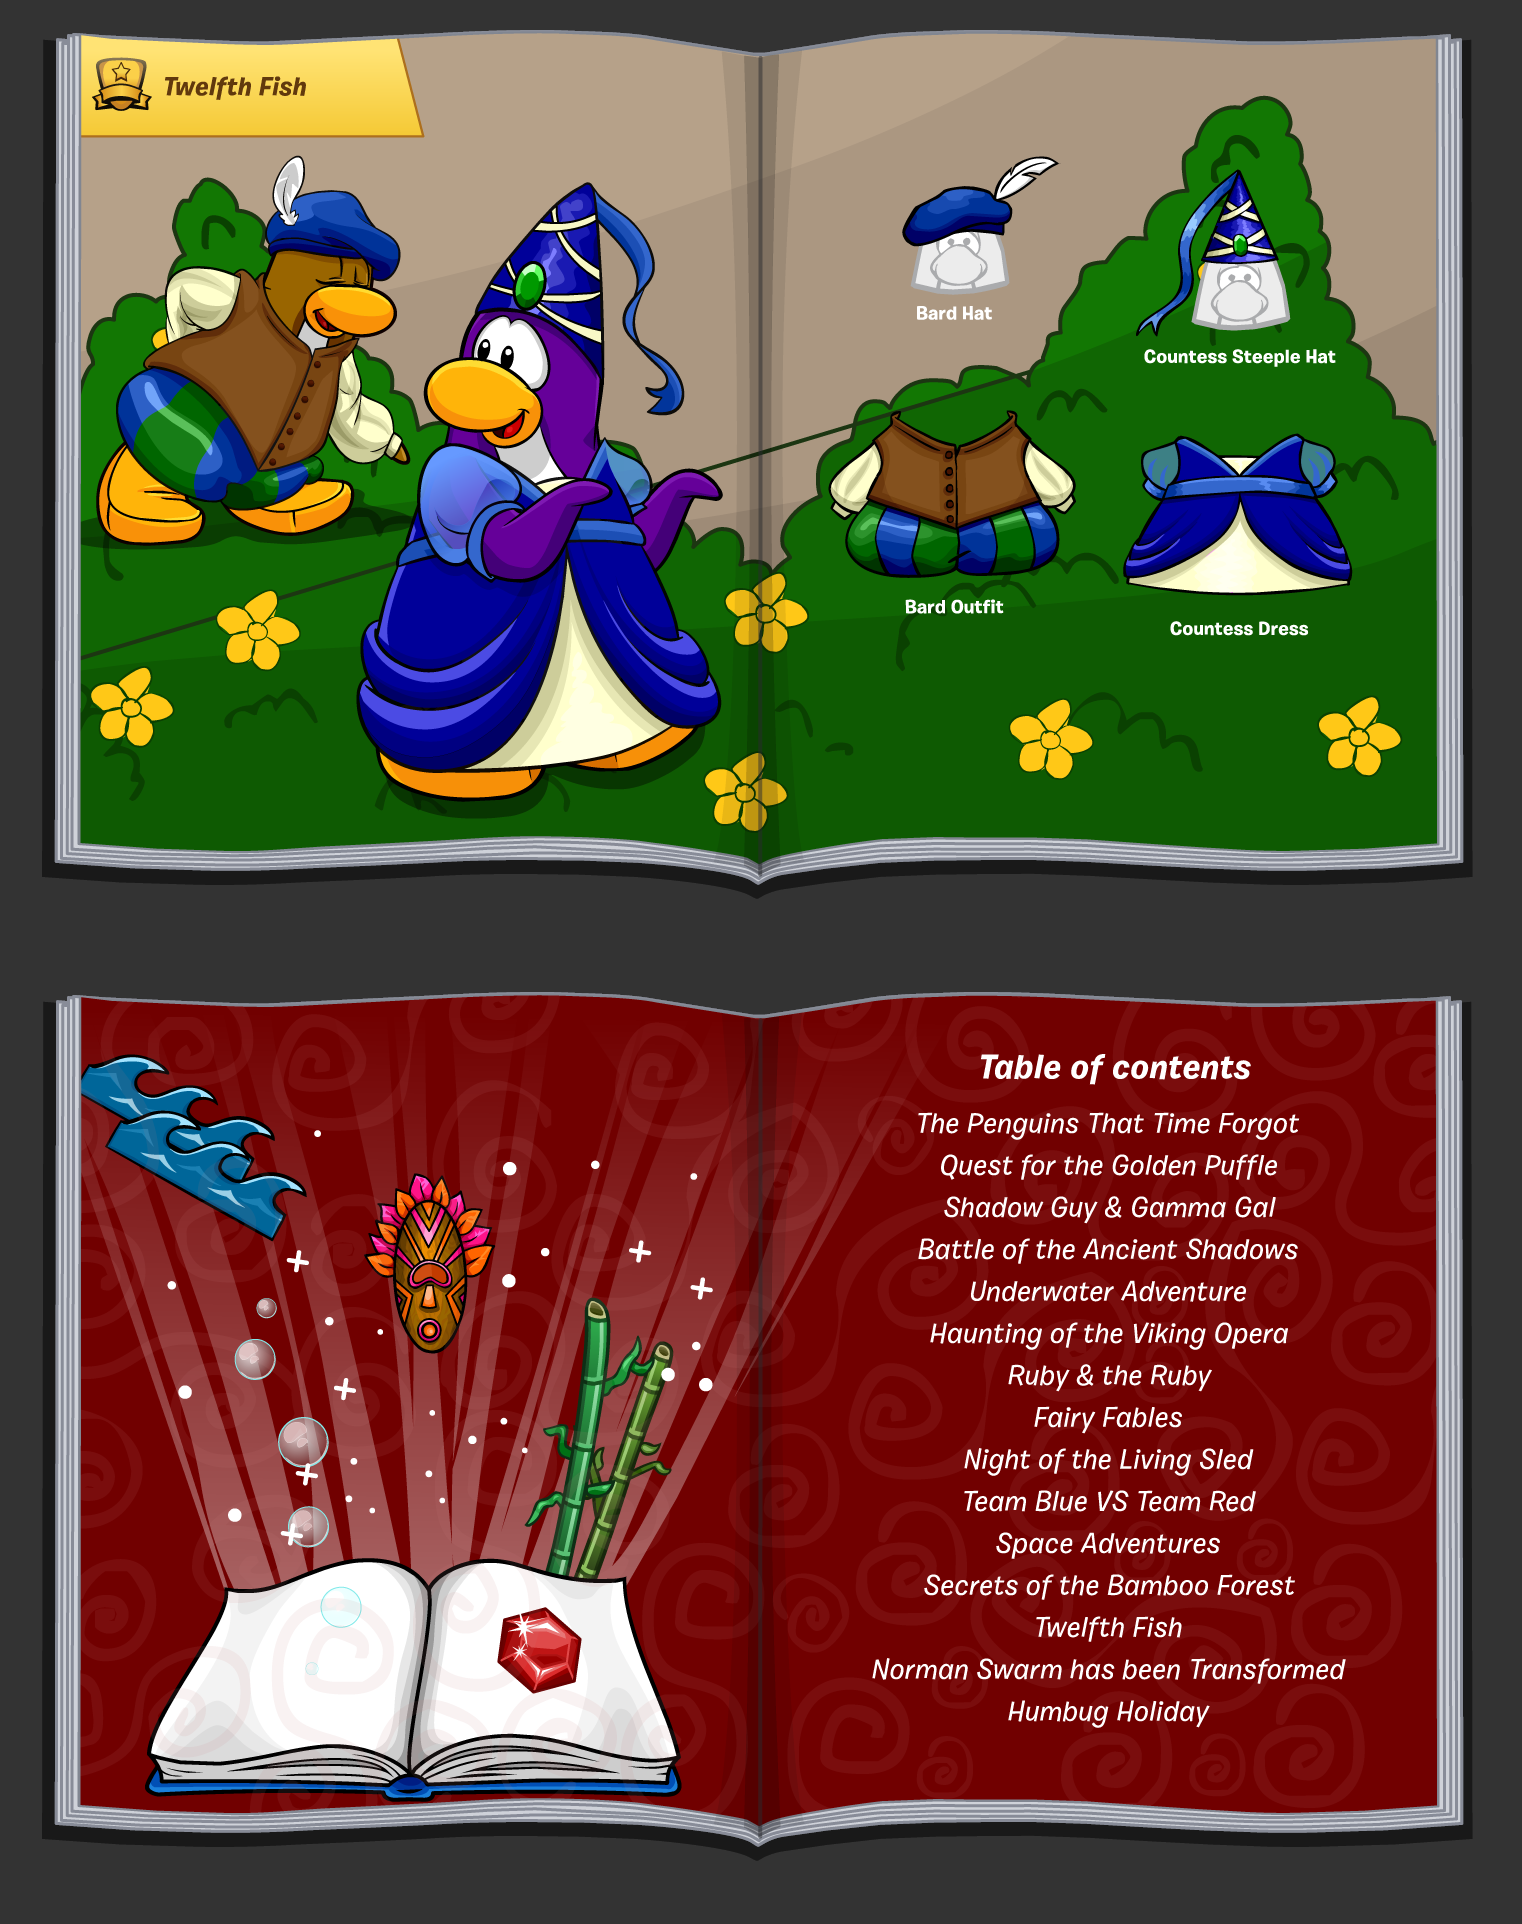 Twelfth Fish
Bard Hat
Countess Steeple Hat
Bard Outfit
Countess Dress
Table of contents
The Penguins That Time Forgot
Quest for the Golden Puffle
Shadow Guy & Gamma Gal
Battle of the Ancient Shadows
Underwater Adventure
Haunting of the Viking Opera
Ruby & the Ruby
Fairy Fables
Night of the Living Sled
Team Blue VS Team Red
Space Adventures
Secrets of the Bamboo Forest
Twelfth Fish
Norman Swarm has been Transformed
Humbug Holiday